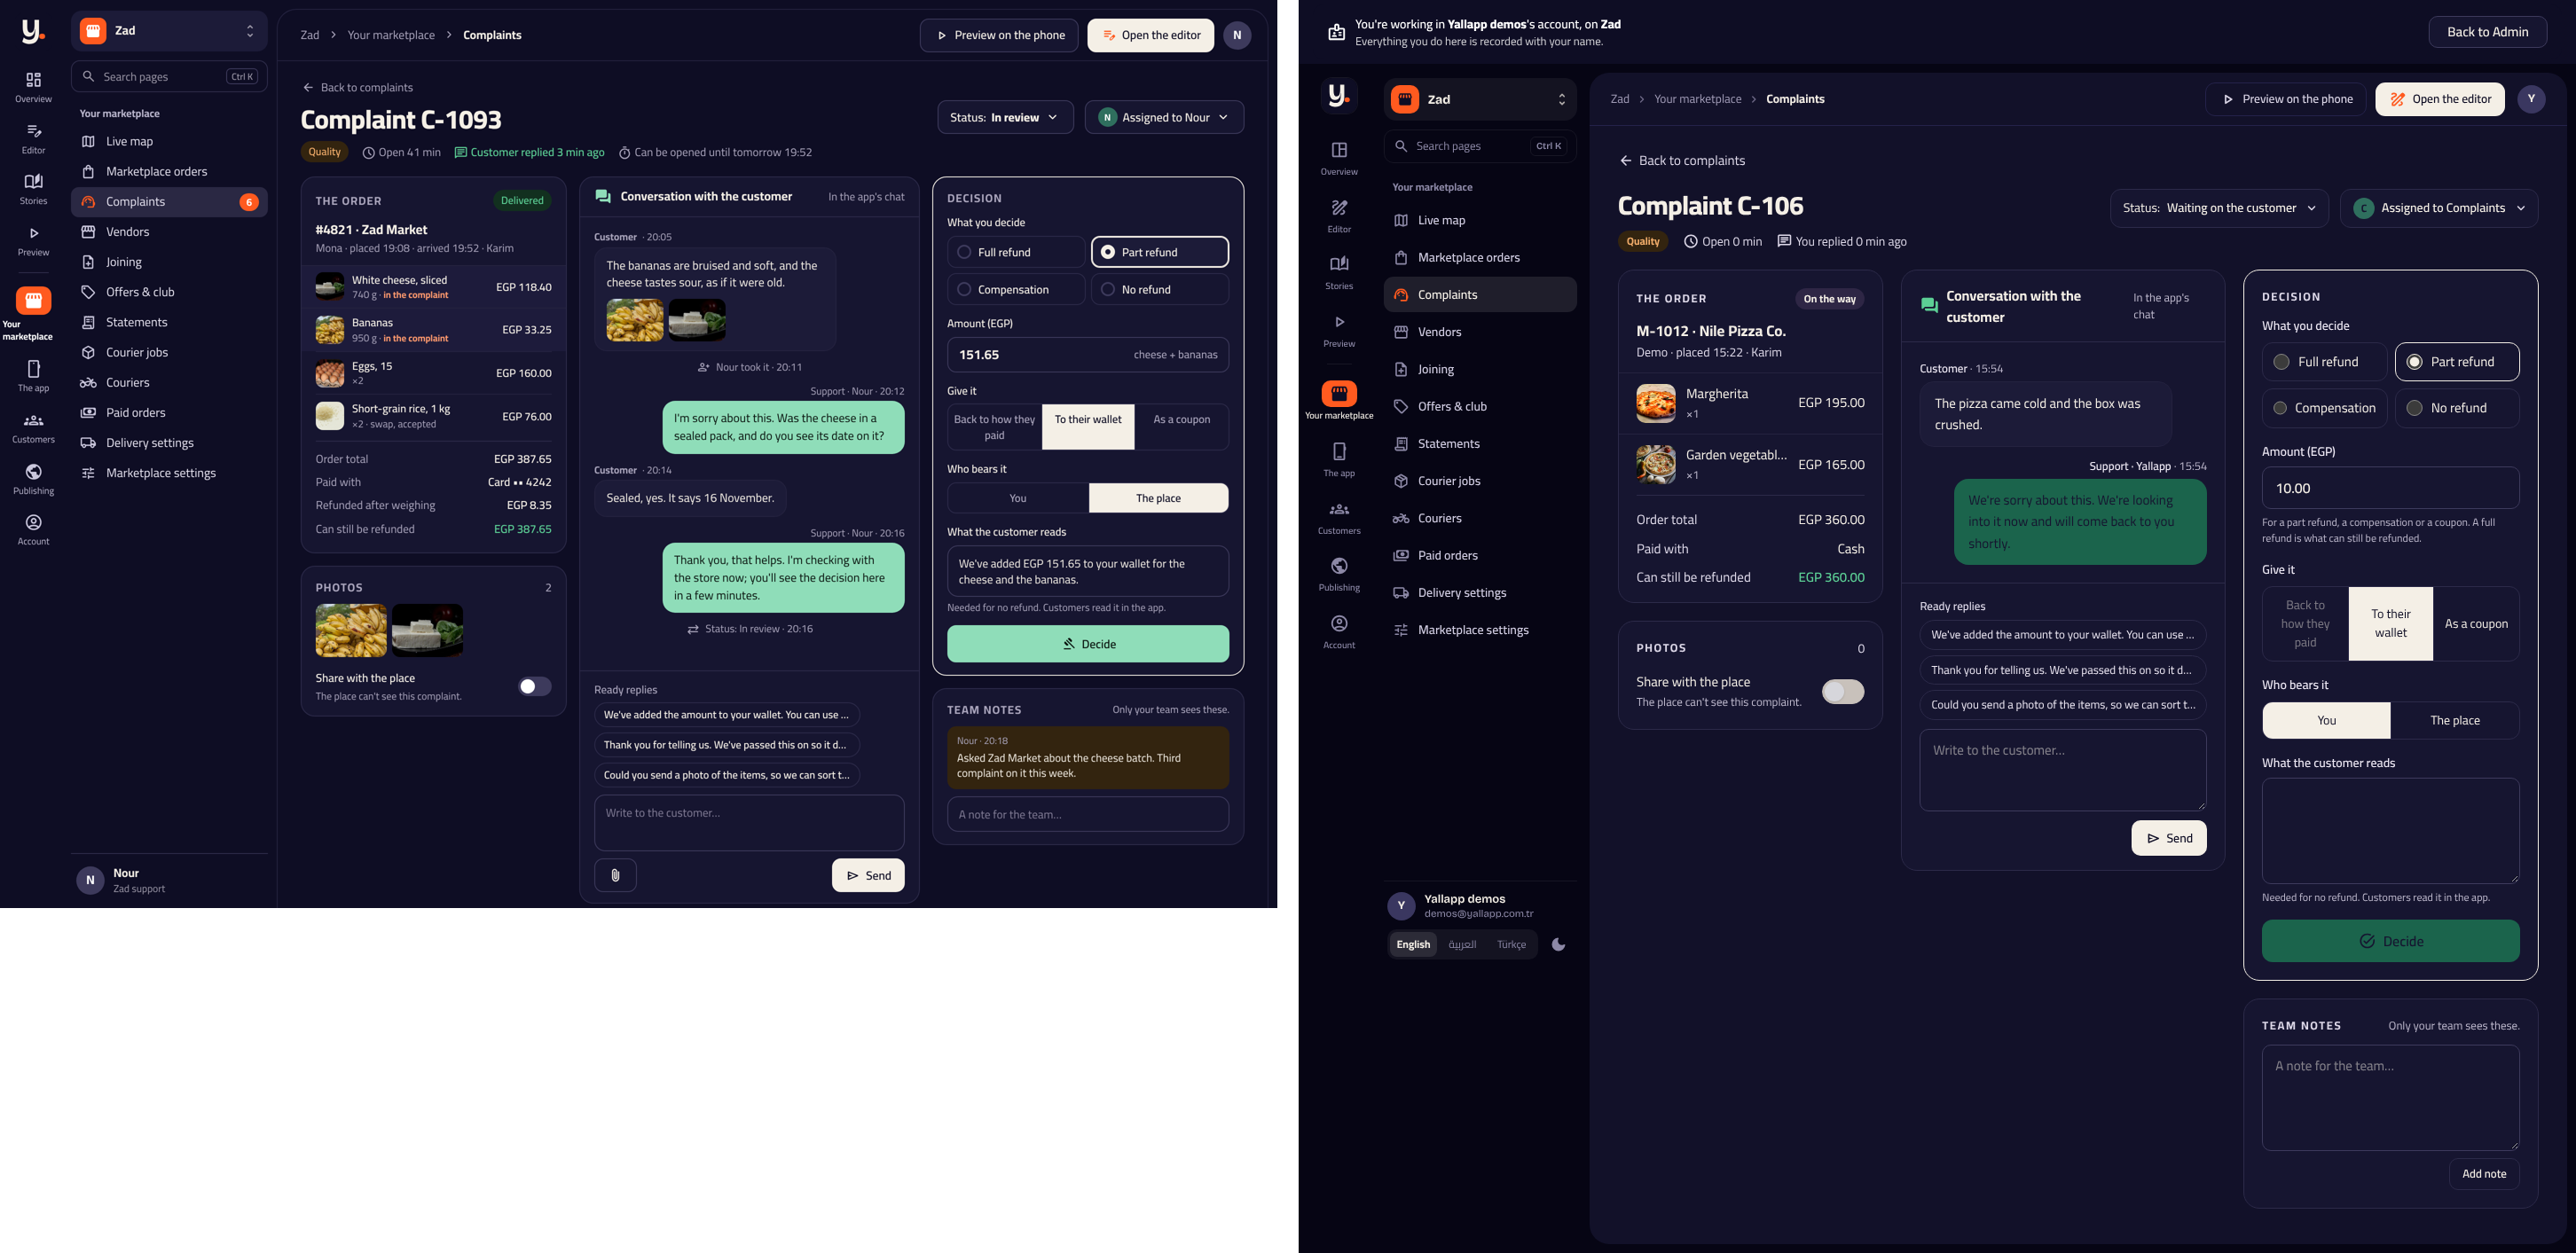 y.
Overview
Editor
Stories
Preview
Your marketplace
The app
Customers
Publishing
Account
Zad
Search pages
Ctrl K
Your marketplace
Live map
Marketplace orders
Complaints
6
Vendors
Joining
Offers & club
Statements
Courier jobs
Couriers
Paid orders
Delivery settings
Marketplace settings
N
Nour
Zad support
Zad > Your marketplace > Complaints
Preview on the phone
Open the editor
N
Back to complaints
Complaint C-1093
Status: In review
N Assigned to Nour
Quality
Open 41 min
Customer replied 3 min ago
Can be opened until tomorrow 19:52
THE ORDER
Delivered
#4821 · Zad Market
Mona · placed 19:08 · arrived 19:52 · Karim
White cheese, sliced
740 g · in the complaint
EGP 118.40
Bananas
950 g · in the complaint
EGP 33.25
Eggs, 15
×2
EGP 160.00
Short-grain rice, 1 kg
×2 · swap, accepted
EGP 76.00
Order total EGP 387.65
Paid with Card •• 4242
Refunded after weighing EGP 8.35
Can still be refunded EGP 387.65
PHOTOS 2
Share with the place
The place can't see this complaint.
Conversation with the customer
In the app's chat
Customer · 20:05
The bananas are bruised and soft, and the
cheese tastes sour, as if it were old.
Nour took it · 20:11
Support · Nour · 20:12
I'm sorry about this. Was the cheese in a
sealed pack, and do you see its date on it?
Customer · 20:14
Sealed, yes. It says 16 November.
Support · Nour · 20:16
Thank you, that helps. I'm checking with
the store now; you'll see the decision here
in a few minutes.
Status: In review · 20:16
Ready replies
We've added the amount to your wallet. You can use ...
Thank you for telling us. We've passed this on so it d...
Could you send a photo of the items, so we can sort t...
Write to the customer...
Send
DECISION
What you decide
Full refund
Part refund
Compensation
No refund
Amount (EGP)
151.65
cheese + bananas
Give it
Back to how they
paid
To their wallet
As a coupon
Who bears it
You
The place
What the customer reads
We've added EGP 151.65 to your wallet for the
cheese and the bananas.
Needed for no refund. Customers read it in the app.
Decide
TEAM NOTES
Only your team sees these.
Nour · 20:18
Asked Zad Market about the cheese batch. Third
complaint on it this week.
A note for the team...
You're working in Yallapp demos's account, on Zad
Everything you do here is recorded with your name.
Back to Admin
y.
Overview
Editor
Stories
Preview
Your marketplace
The app
Customers
Publishing
Account
Zad
Search pages
Ctrl K
Your marketplace
Live map
Marketplace orders
Complaints
Vendors
Joining
Offers & club
Statements
Courier jobs
Couriers
Paid orders
Delivery settings
Marketplace settings
Y
Yallapp demos
demos@yallapp.com.tr
English
العربية
Türkçe
Zad > Your marketplace > Complaints
Preview on the phone
Open the editor
Y
Back to complaints
Complaint C-106
Status: Waiting on the customer
C Assigned to Complaints
Quality
Open 0 min
You replied 0 min ago
THE ORDER
On the way
M-1012 · Nile Pizza Co.
Demo · placed 15:22 · Karim
Margherita
×1
EGP 195.00
Garden vegetabl...
×1
EGP 165.00
Order total EGP 360.00
Paid with Cash
Can still be refunded EGP 360.00
PHOTOS 0
Share with the place
The place can't see this complaint.
Conversation with the
customer
In the app's
chat
Customer · 15:54
The pizza came cold and the box was
crushed.
Support · Yallapp · 15:54
We're sorry about this. We're looking
into it now and will come back to you
shortly.
Ready replies
We've added the amount to your wallet. You can use ...
Thank you for telling us. We've passed this on so it d...
Could you send a photo of the items, so we can sort t...
Write to the customer...
Send
DECISION
What you decide
Full refund
Part refund
Compensation
No refund
Amount (EGP)
10.00
For a part refund, a compensation or a coupon. A full
refund is what can still be refunded.
Give it
Back to
how they
paid
To their
wallet
As a coupon
Who bears it
You
The place
What the customer reads
Needed for no refund. Customers read it in the app.
Decide
TEAM NOTES
Only your team sees these.
A note for the team...
Add note